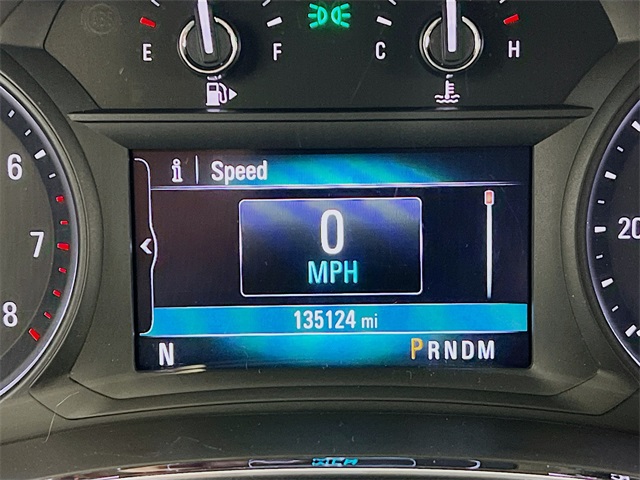 E F C H
i Speed
6
0
7
20
MPH
8
135124 mi
N PRNDM